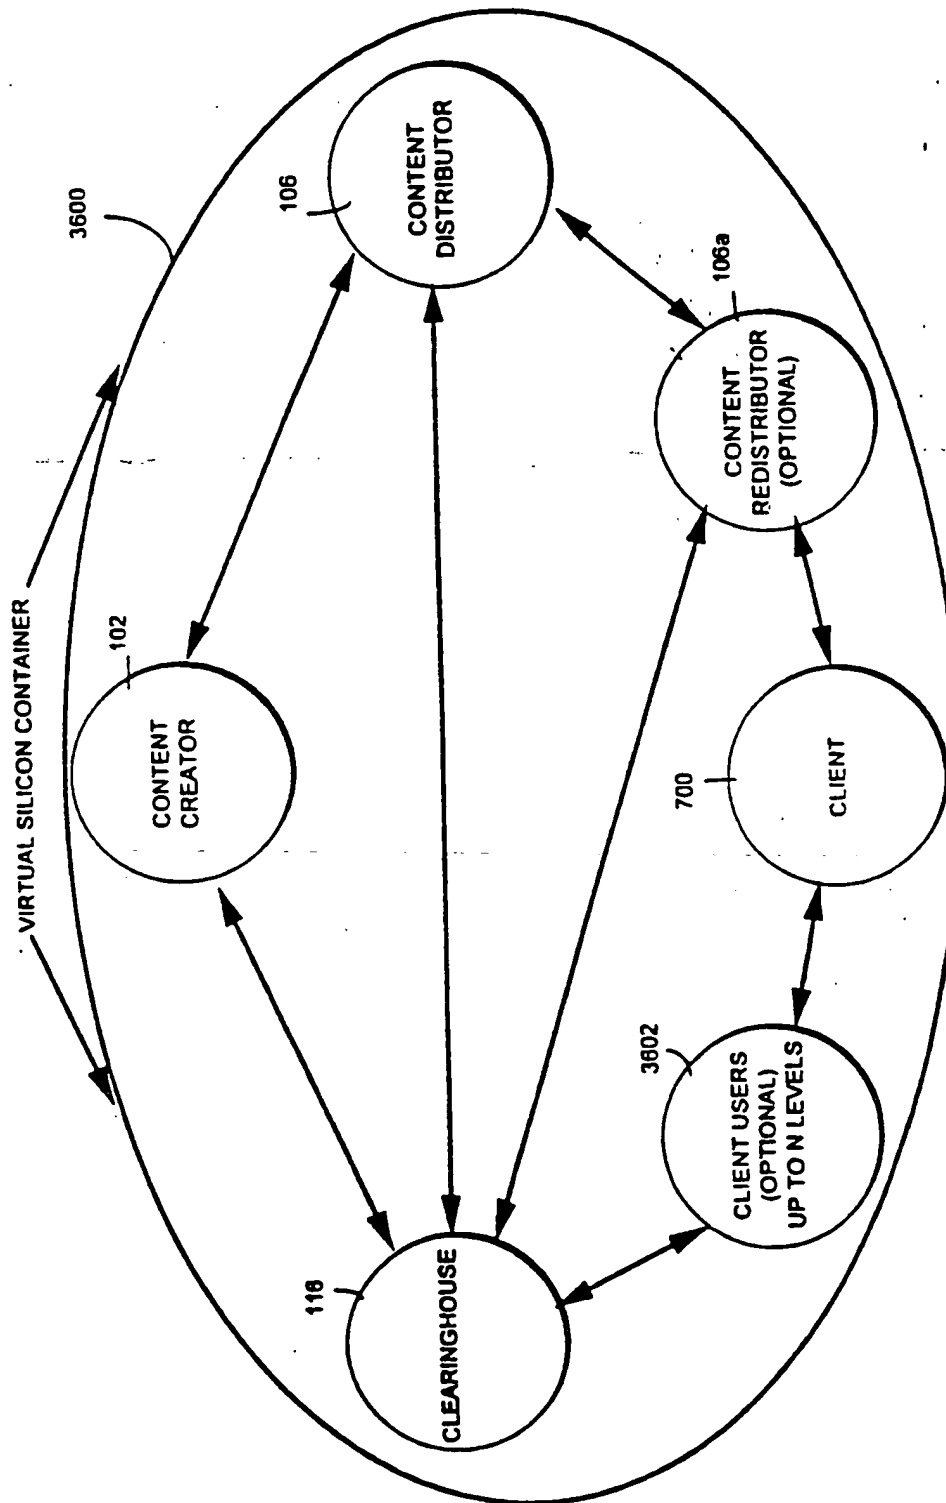 VIRTUAL SILICON CONTAINER
3600
102
CONTENT
CREATOR
106
CONTENT
DISTRIBUTOR
116
CLEARINGHOUSE
3602
CLIENT USERS
(OPTIONAL)
UP TO N LEVELS
700
CLIENT
106a
CONTENT
REDISTRIBUTOR
(OPTIONAL)